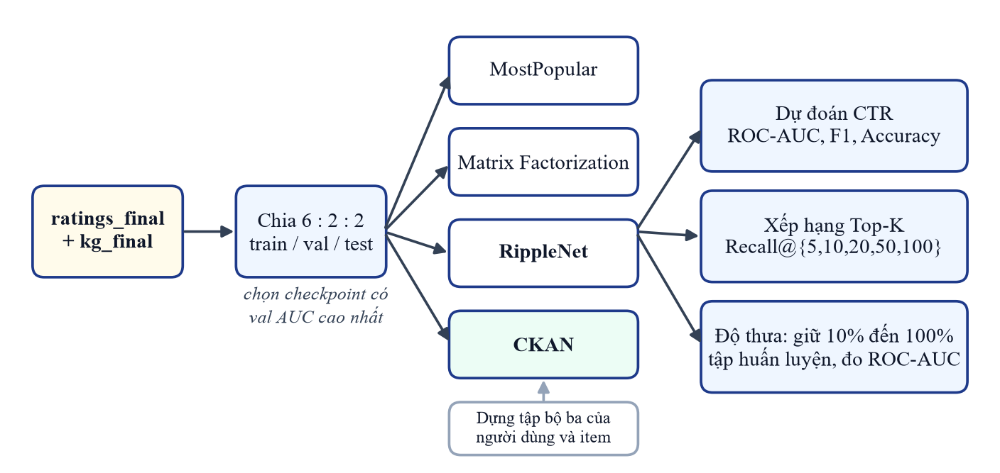 ratings_final
+ kg_final
Chia 6 : 2 : 2
train / val / test
chọn checkpoint có
val AUC cao nhất
MostPopular
Matrix Factorization
RippleNet
CKAN
Dựng tập bộ ba của
người dùng và item
Dự đoán CTR
ROC-AUC, F1, Accuracy
Xếp hạng Top-K
Recall@{5,10,20,50,100}
Độ thưa: giữ 10% đến 100%
tập huấn luyện, đo ROC-AUC